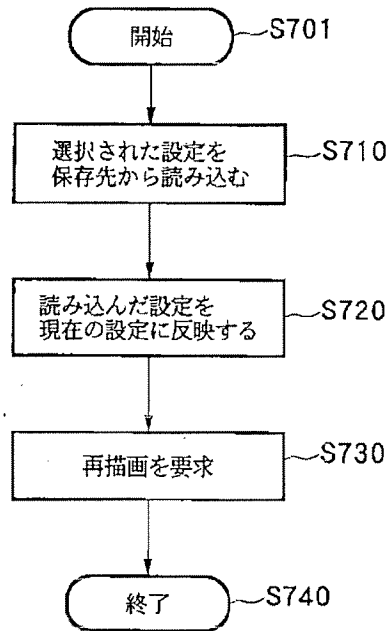 開始
S701
選択された設定を
保存先から読み込む
S710
読み込んだ設定を
現在の設定に反映する
S720
再描画を要求
S730
終了
S740